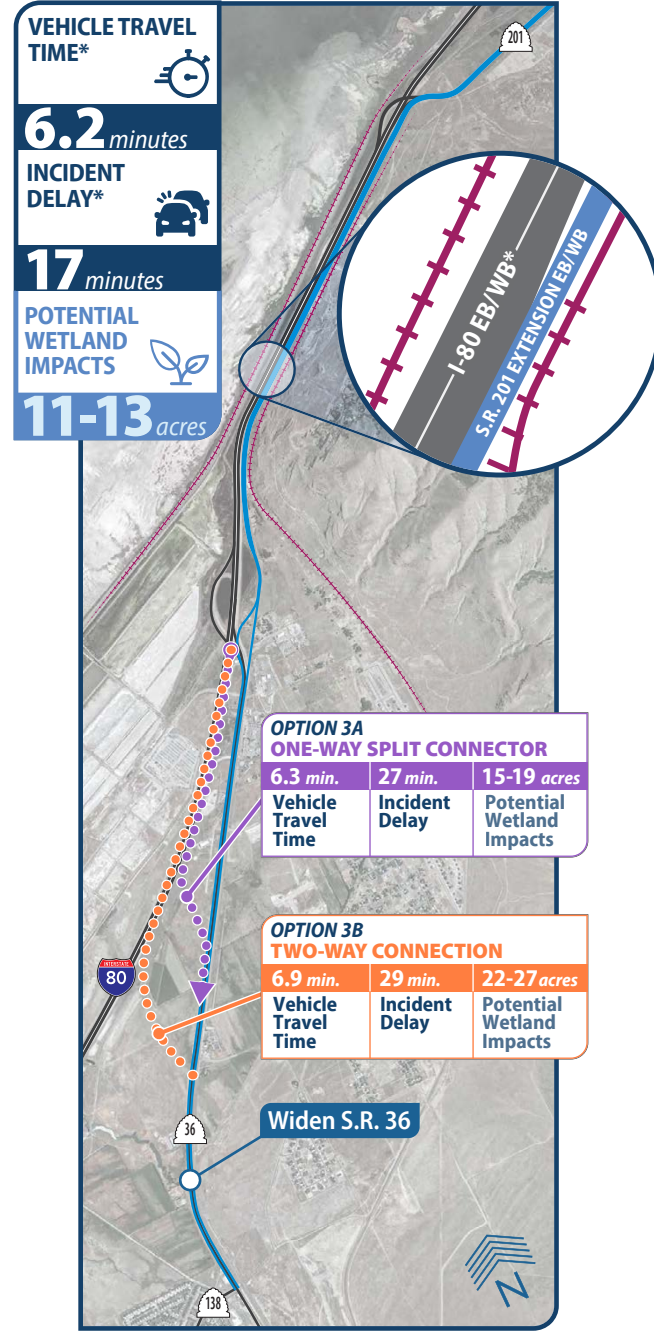 VEHICLE TRAVEL
TIME*
6.2 minutes
INCIDENT
DELAY*
17 minutes
POTENTIAL
WETLAND
IMPACTS
11-13 acres
201
I-80 EB/WB*
S.R. 201 EXTENSION EB/WB
OPTION 3A
ONE-WAY SPLIT CONNECTOR
6.3 min. 27 min. 15-19 acres
Vehicle Incident Potential
Travel Delay Wetland
Time Impacts
OPTION 3B
TWO-WAY CONNECTION
6.9 min. 29 min. 22-27 acres
Vehicle Incident Potential
Travel Delay Wetland
Time Impacts
INTERSTATE
80
36
Widen S.R. 36
138
N